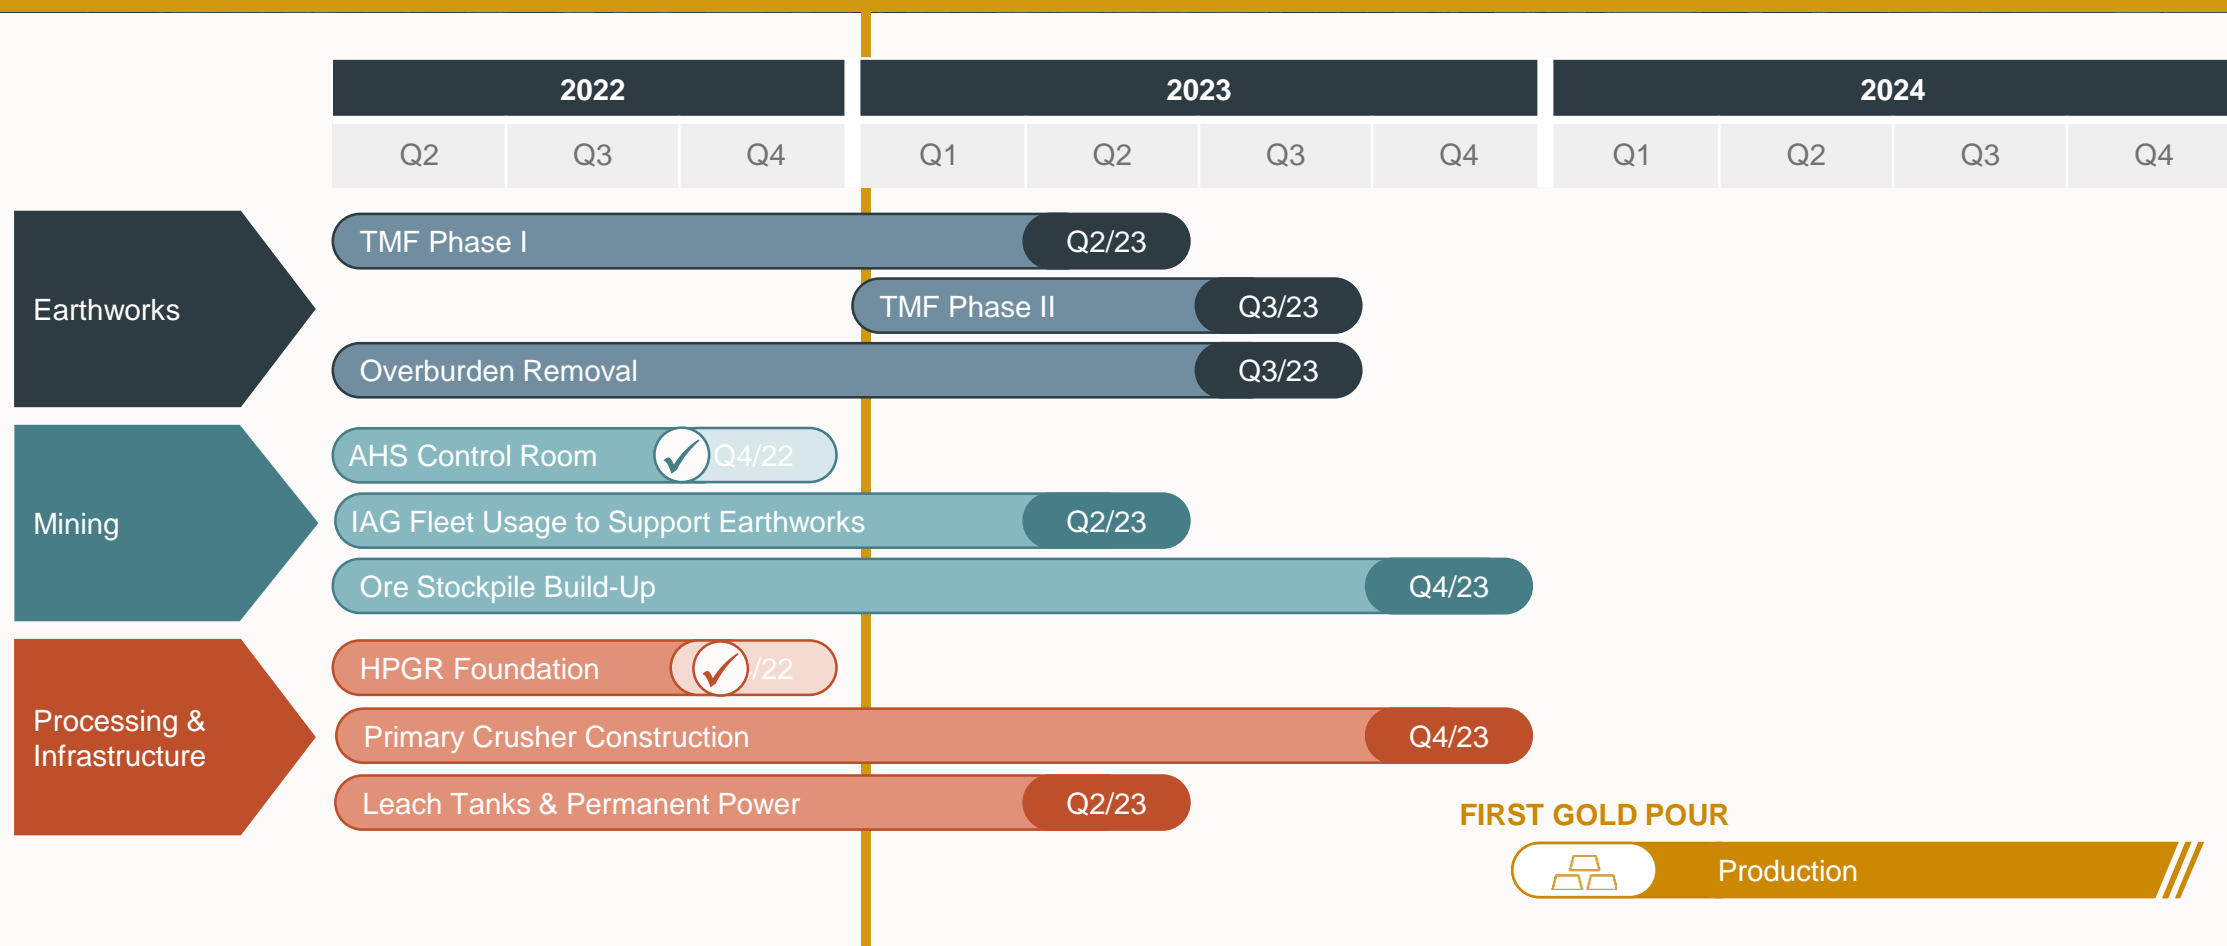 2022 2023 2024
Q2 Q3 Q4 Q1 Q2 Q3 Q4 Q1 Q2 Q3 Q4
Earthworks
TMF Phase I Q2/23
TMF Phase II Q3/23
Overburden Removal Q3/23
Mining
AHS Control Room Q4/22
IAG Fleet Usage to Support Earthworks Q2/23
Ore Stockpile Build-Up Q4/23
Processing &
Infrastructure
HPGR Foundation /22
Primary Crusher Construction Q4/23
Leach Tanks & Permanent Power Q2/23
FIRST GOLD POUR
Production